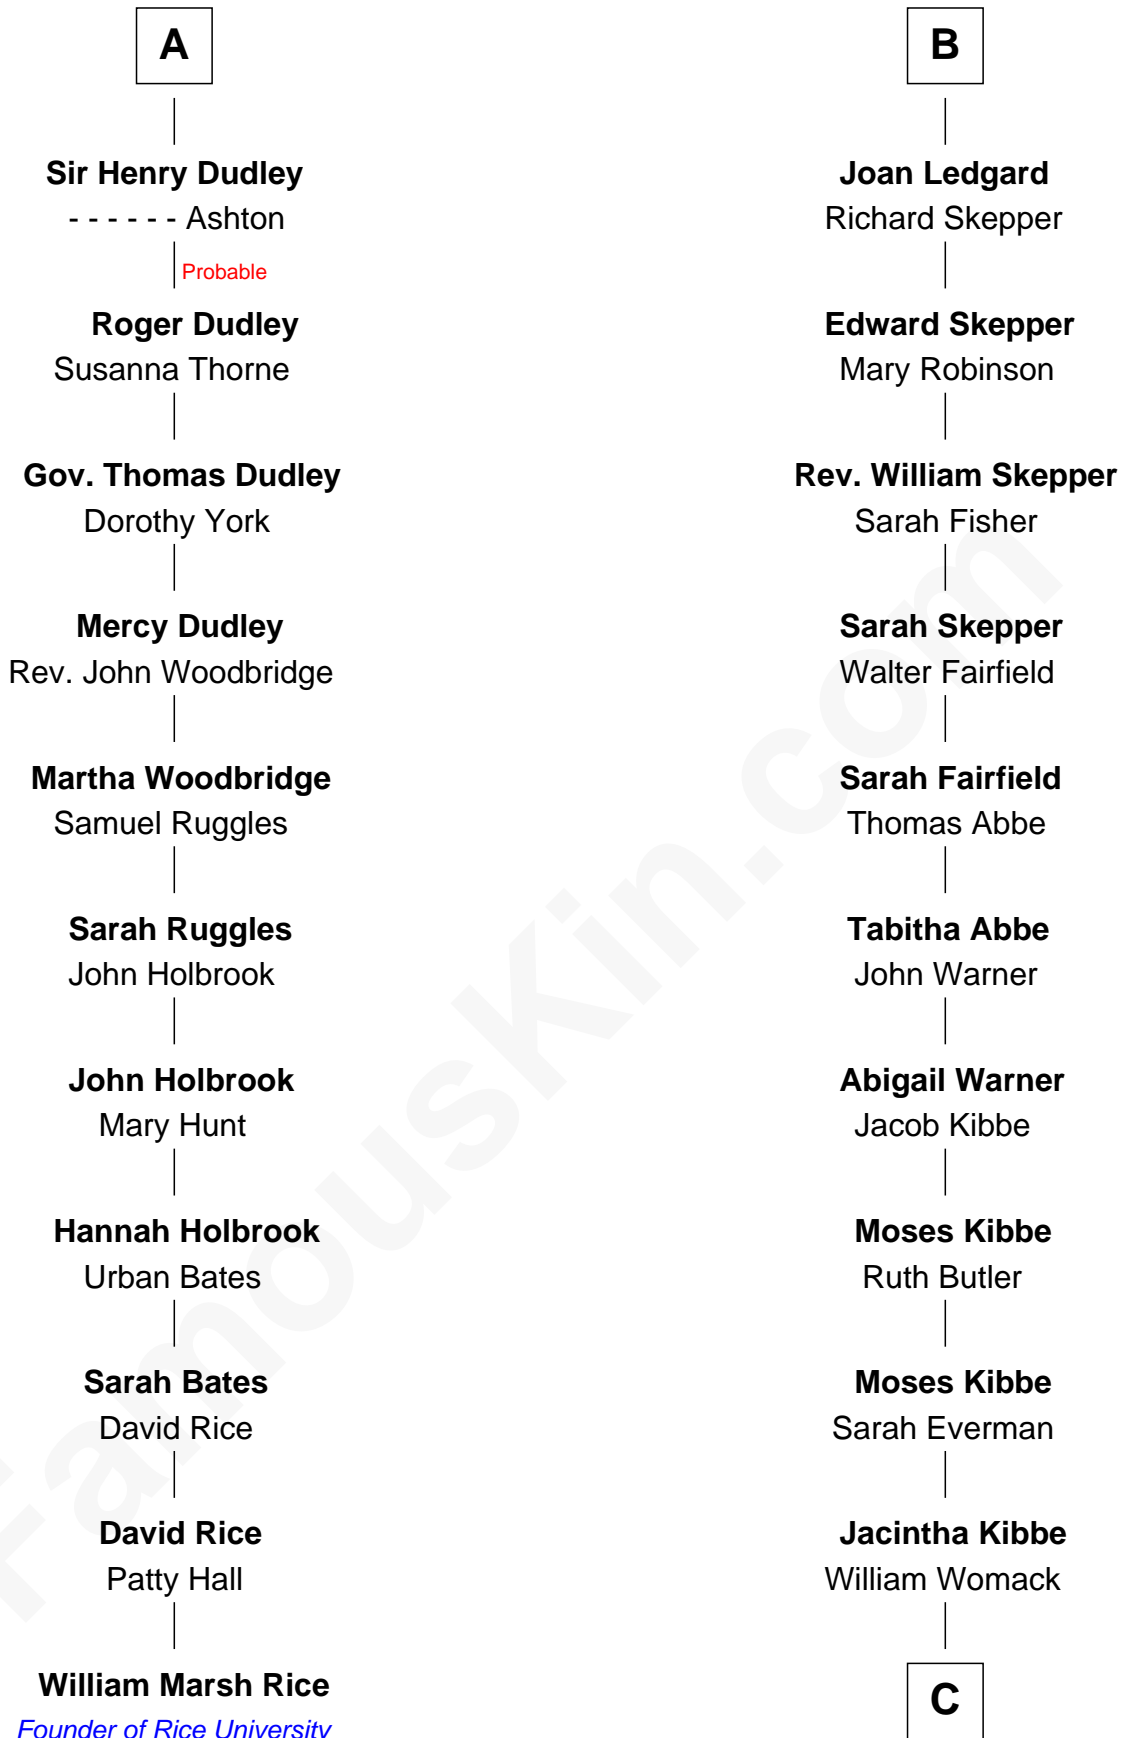 A
Sir Henry Dudley
- - - - - - Ashton
Probable
Roger Dudley
Susanna Thorne
Gov. Thomas Dudley
Dorothy York
Mercy Dudley
Rev. John Woodbridge
Martha Woodbridge
Samuel Ruggles
Sarah Ruggles
John Holbrook
John Holbrook
Mary Hunt
Hannah Holbrook
Urban Bates
Sarah Bates
David Rice
David Rice
Patty Hall
William Marsh Rice
Founder of Rice University
B
Joan Ledgard
Richard Skepper
Edward Skepper
Mary Robinson
Rev. William Skepper
Sarah Fisher
Sarah Skepper
Walter Fairfield
Sarah Fairfield
Thomas Abbe
Tabitha Abbe
John Warner
Abigail Warner
Jacob Kibbe
Moses Kibbe
Ruth Butler
Moses Kibbe
Sarah Everman
Jacintha Kibbe
William Womack
C
FamousKin.com